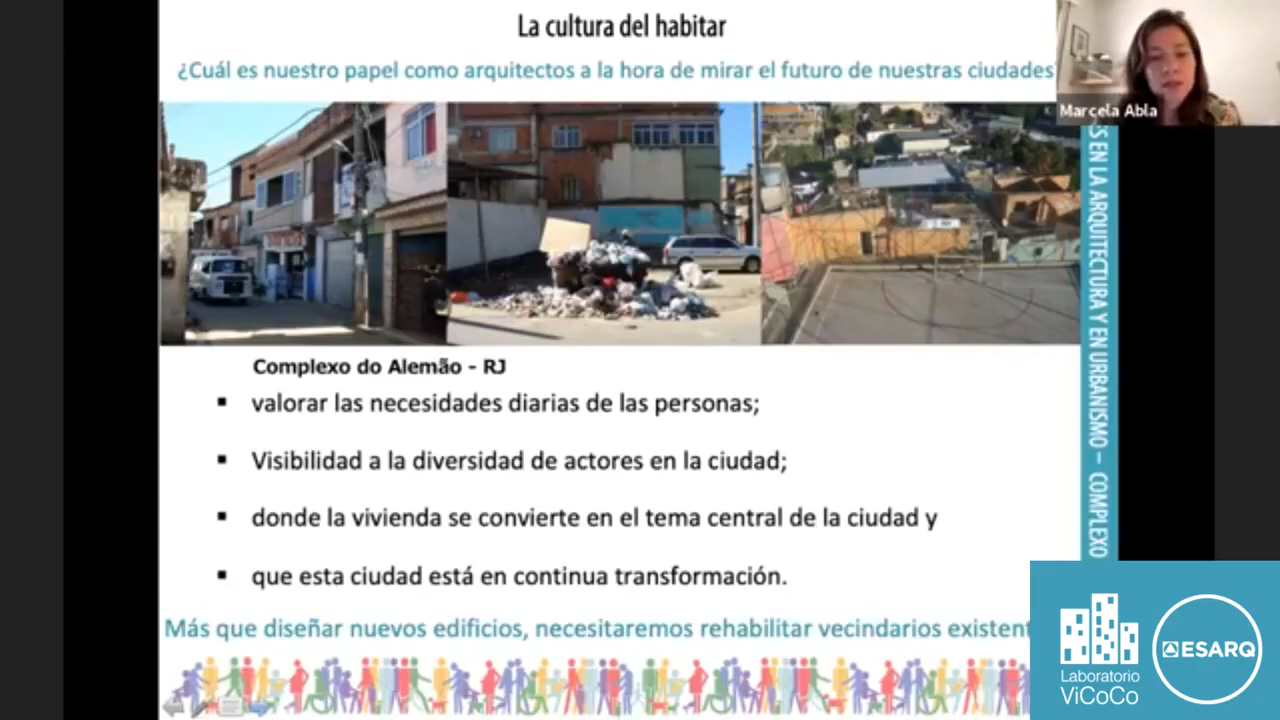 La cultura del habitar
¿Cuál es nuestro papel como arquitectos a la hora de mirar el futuro de nuestras ciudades
Marcela Abla
Complexo do Alemão - RJ
▪ valorar las necesidades diarias de las personas;
▪ Visibilidad a la diversidad de actores en la ciudad;
▪ donde la vivienda se convierte en el tema central de la ciudad y
▪ que esta ciudad está en continua transformación.
Más que diseñar nuevos edificios, necesitaremos rehabilitar vecindarios existent
ES EN LA ARQUITECTURA Y EN URBANISMO – COMPLEXO
Laboratorio
ViCoCo
ESARQ